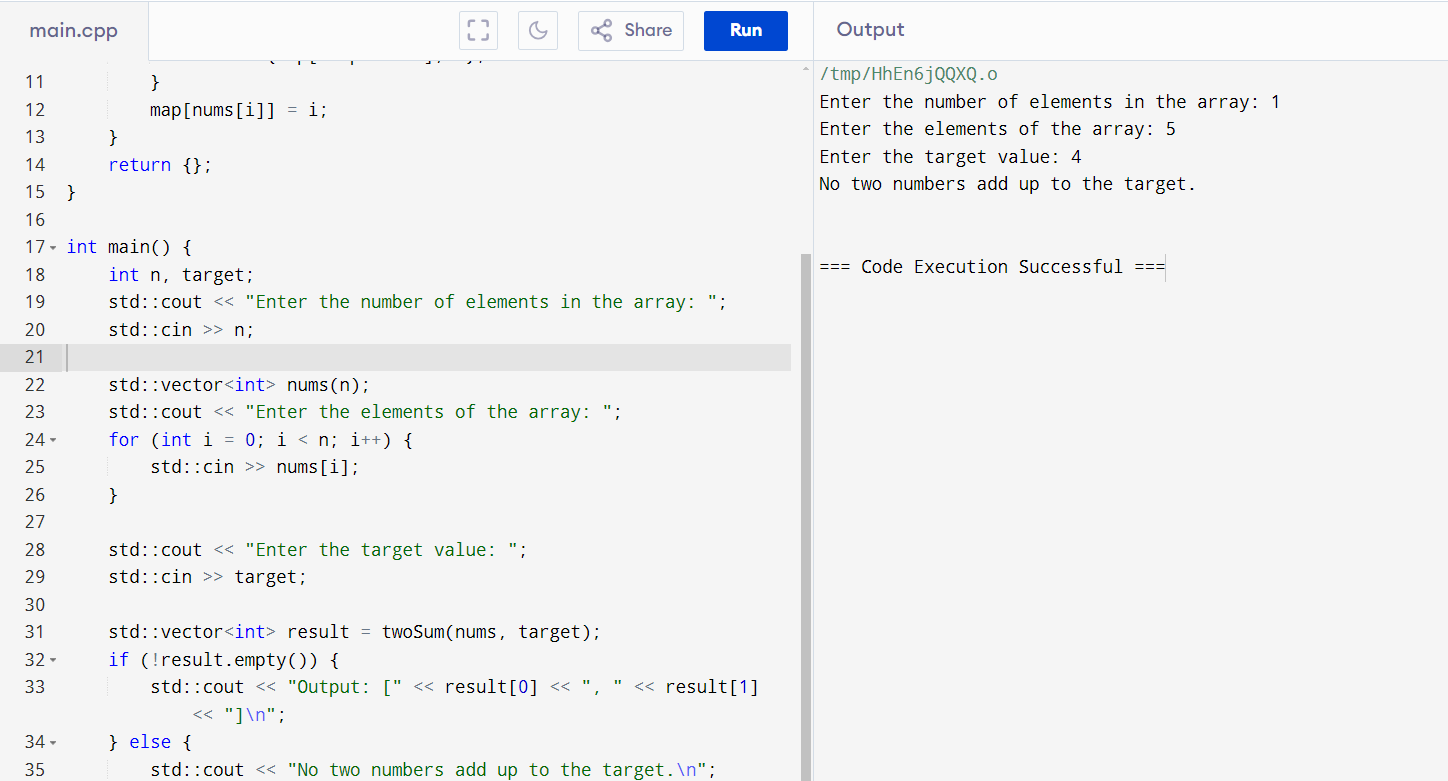 main.cpp
Share
Run
Output
11 }
12 map[nums[i]] = i;
13 }
14 return {};
15 }
16
17 int main() {
18 int n, target;
19 std::cout << "Enter the number of elements in the array: ";
20 std::cin >> n;
21
22 std::vector<int> nums(n);
23 std::cout << "Enter the elements of the array: ";
24 for (int i = 0; i < n; i++) {
25 std::cin >> nums[i];
26 }
27
28 std::cout << "Enter the target value: ";
29 std::cin >> target;
30
31 std::vector<int> result = twoSum(nums, target);
32 if (!result.empty()) {
33 std::cout << "Output: [" << result[0] << ", " << result[1]
<< "]\n";
34 } else {
35 std::cout << "No two numbers add up to the target.\n";
/tmp/HhEn6jQQXQ.o
Enter the number of elements in the array: 1
Enter the elements of the array: 5
Enter the target value: 4
No two numbers add up to the target.
=== Code Execution Successful ===